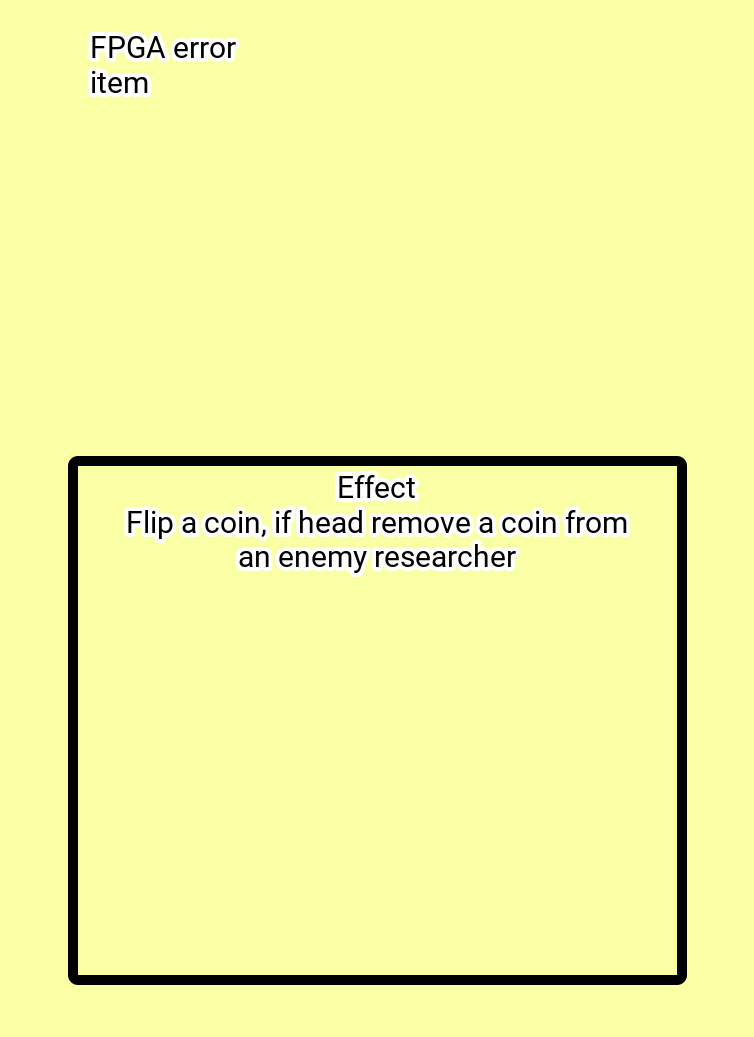 FPGA error
item
Effect
Flip a coin, if head remove a coin from
an enemy researcher